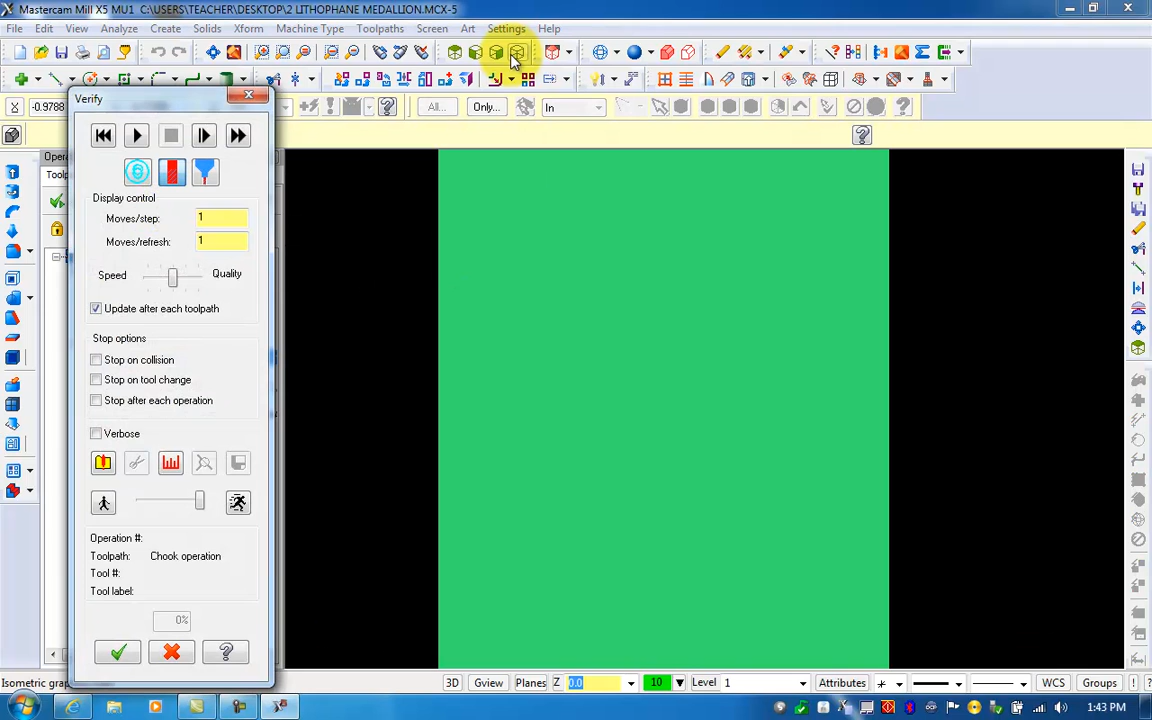 Mastercam Mill X5 MU1  C:\USERS\TEACHER\DESKTOP\2 LITHOPHANE MEDALLION.MCX-5
File Edit View Analyze Create Solids Xform Machine Type Toolpaths Screen Art Settings Help
-0.9788 All... Only... In
Verify
Display control
Moves/step: 1
Moves/refresh: 1
Speed Quality
Update after each toolpath
Stop options
Stop on collision
Stop on tool change
Stop after each operation
Verbose
Operation #:
Toolpath: Chook operation
Tool #:
Tool label:
0%
3D Gview Planes Z 0.0 10 Level 1 Attributes WCS Groups
1:43 PM